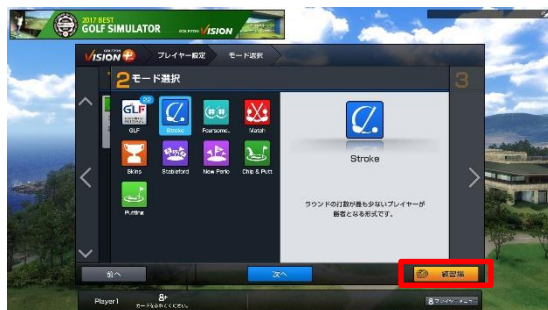 2017 BEST
GOLF SIMULATOR
VISION
VISION
プレイヤー設定
モード選択
2 モード選択
3
22
GLF
GLF
Stroke
Foursome.
Match
Skins
Stableford
New Perio
Chip & Putt
Putting
Stroke
ラウンドの打数が最も少ないプレイヤーが
勝者となる形式です。
前へ
次へ
練習場
Player1